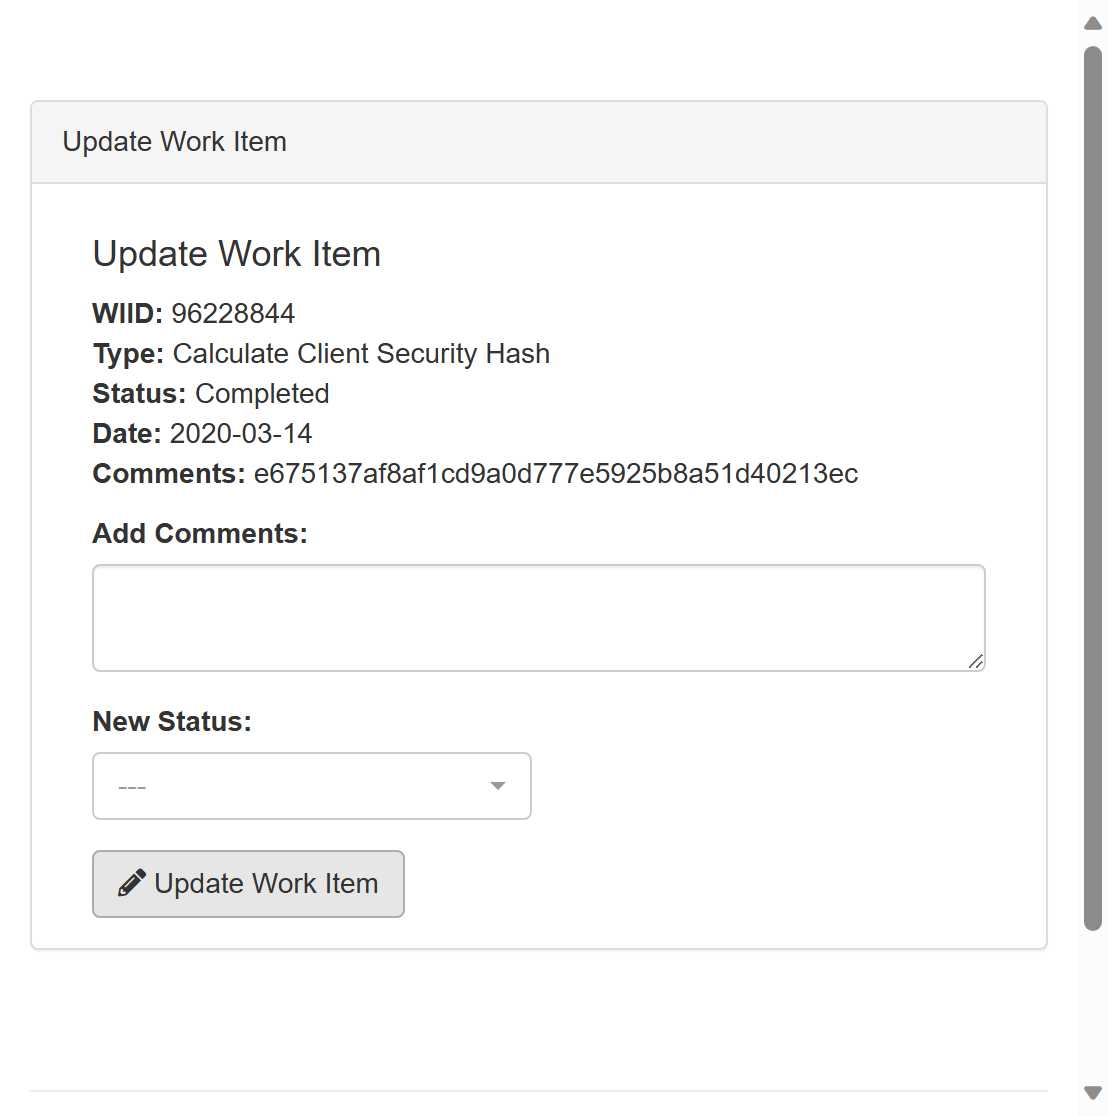 Update Work Item
Update Work Item
WIID: 96228844
Type: Calculate Client Security Hash
Status: Completed
Date: 2020-03-14
Comments: e675137af8af1cd9a0d777e5925b8a51d40213ec
Add Comments:
New Status:
---
Update Work Item